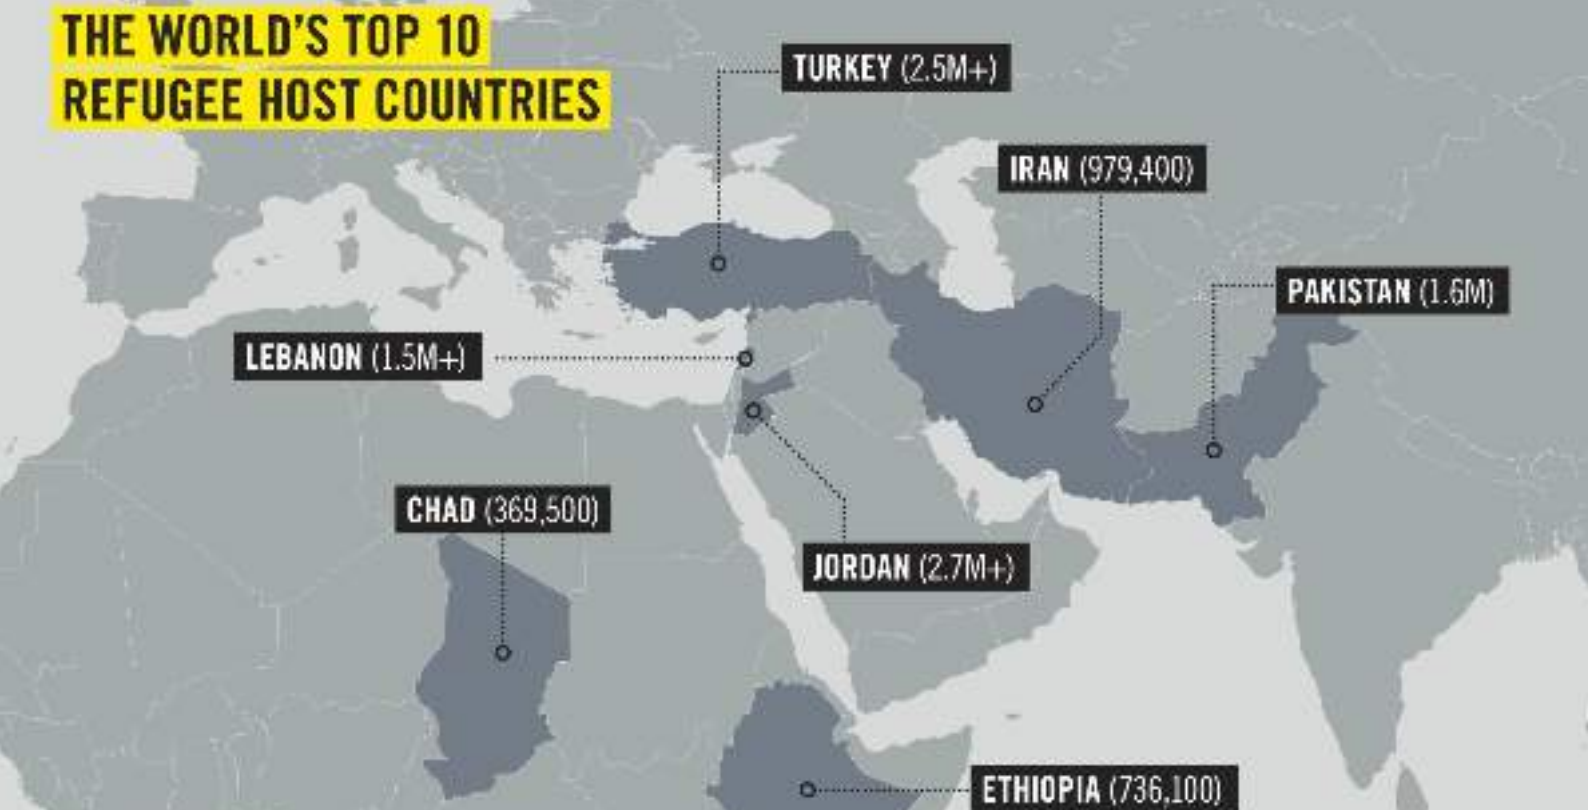 THE WORLD'S TOP 10
REFUGEE HOST COUNTRIES
TURKEY (2.5M+)
IRAN (979,400)
PAKISTAN (1.6M)
LEBANON (1.5M+)
CHAD (369,500)
JORDAN (2.7M+)
ETHIOPIA (736,100)